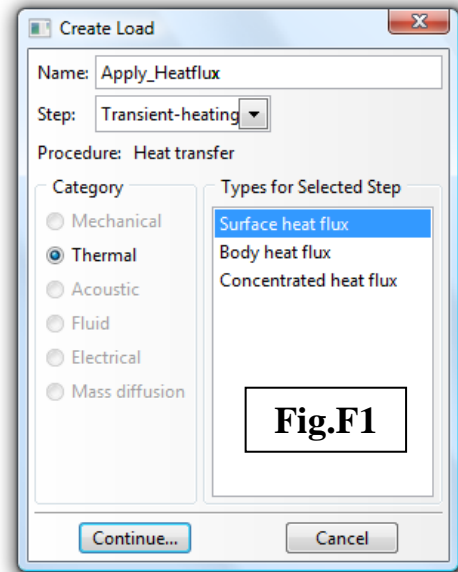 Create Load
Name: Apply_Heatflux
Step: Transient-heating
Procedure: Heat transfer
Category
Mechanical
Thermal
Acoustic
Fluid
Electrical
Mass diffusion
Types for Selected Step
Surface heat flux
Body heat flux
Concentrated heat flux
Fig.F1
Continue... Cancel